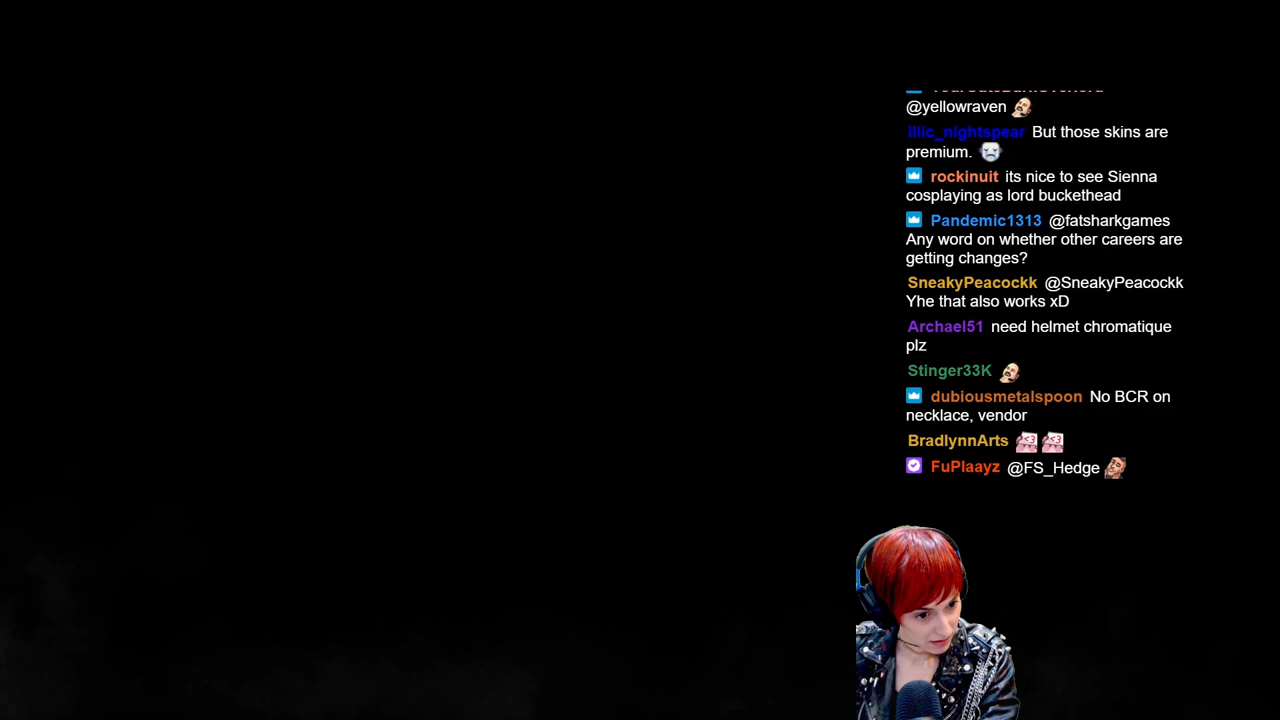 @yellowraven
illic_nightspear But those skins are
premium.
rockinuit its nice to see Sienna
cosplaying as lord buckethead
Pandemic1313 @fatsharkgames
Any word on whether other careers are
getting changes?
SneakyPeacockk @SneakyPeacockk
Yhe that also works xD
Archael51 need helmet chromatique
plz
Stinger33K
dubiousmetalspoon No BCR on
necklace, vendor
BradlynnArts <3 <3
FuPlaayz @FS_Hedge